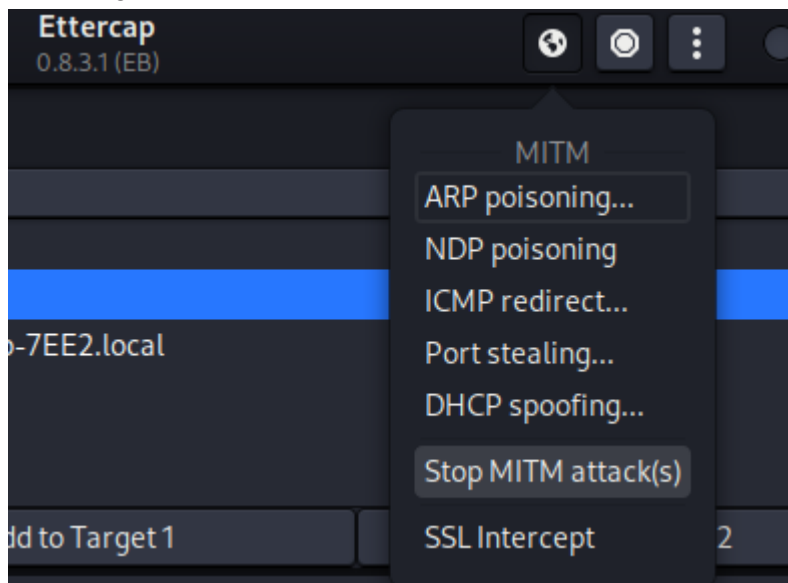 Ettercap
0.8.3.1 (EB)
MITM
ARP poisoning...
NDP poisoning
ICMP redirect...
-7EE2.local
Port stealing...
DHCP spoofing...
Stop MITM attack(s)
dd to Target 1
SSL Intercept
2